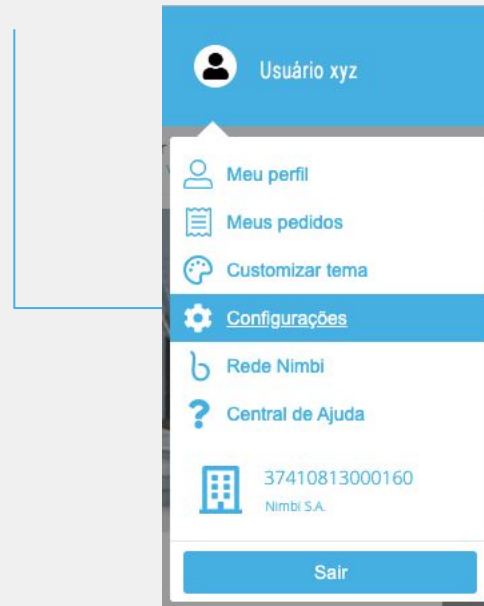 Usuário xyz
Meu perfil
Meus pedidos
Customizar tema
Configurações
Rede Nimbi
Central de Ajuda
37410813000160
Nimbi S.A.
Sair